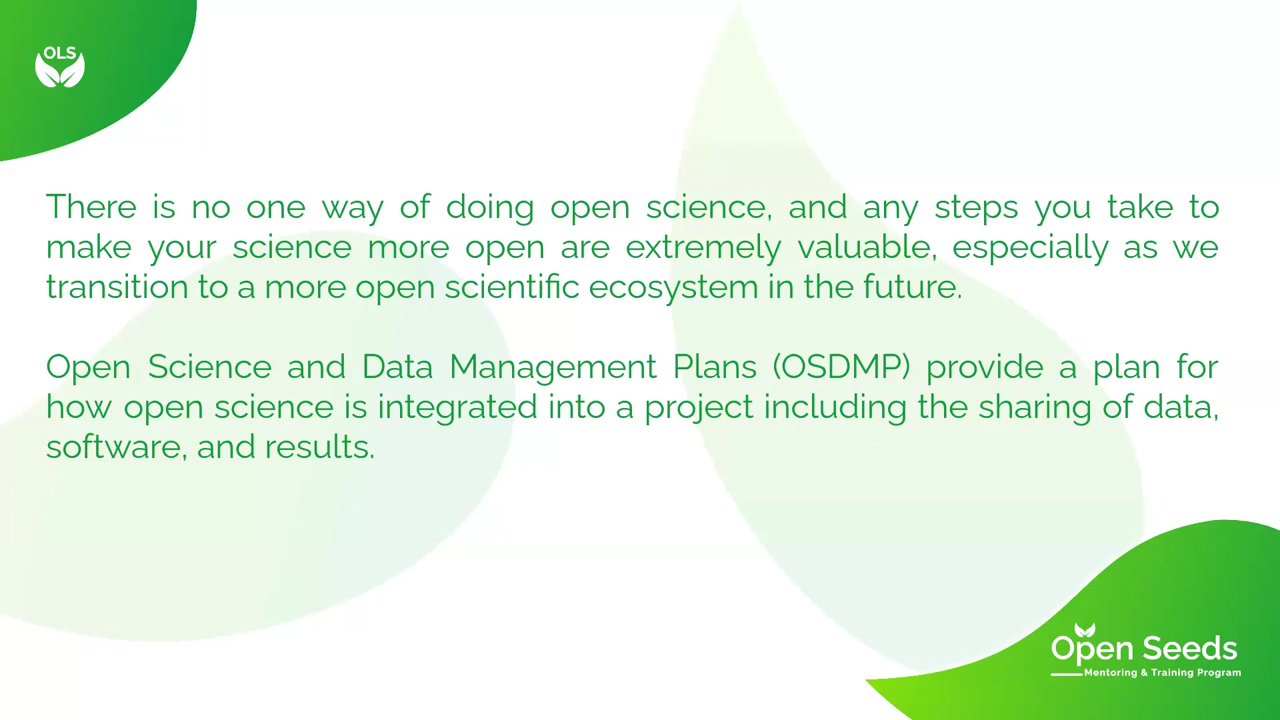 OLS
There is no one way of doing open science, and any steps you take to
make your science more open are extremely valuable, especially as we
transition to a more open scientific ecosystem in the future.
Open Science and Data Management Plans (OSDMP) provide a plan for
how open science is integrated into a project including the sharing of data,
software, and results.
Open Seeds
Mentoring & Training Program